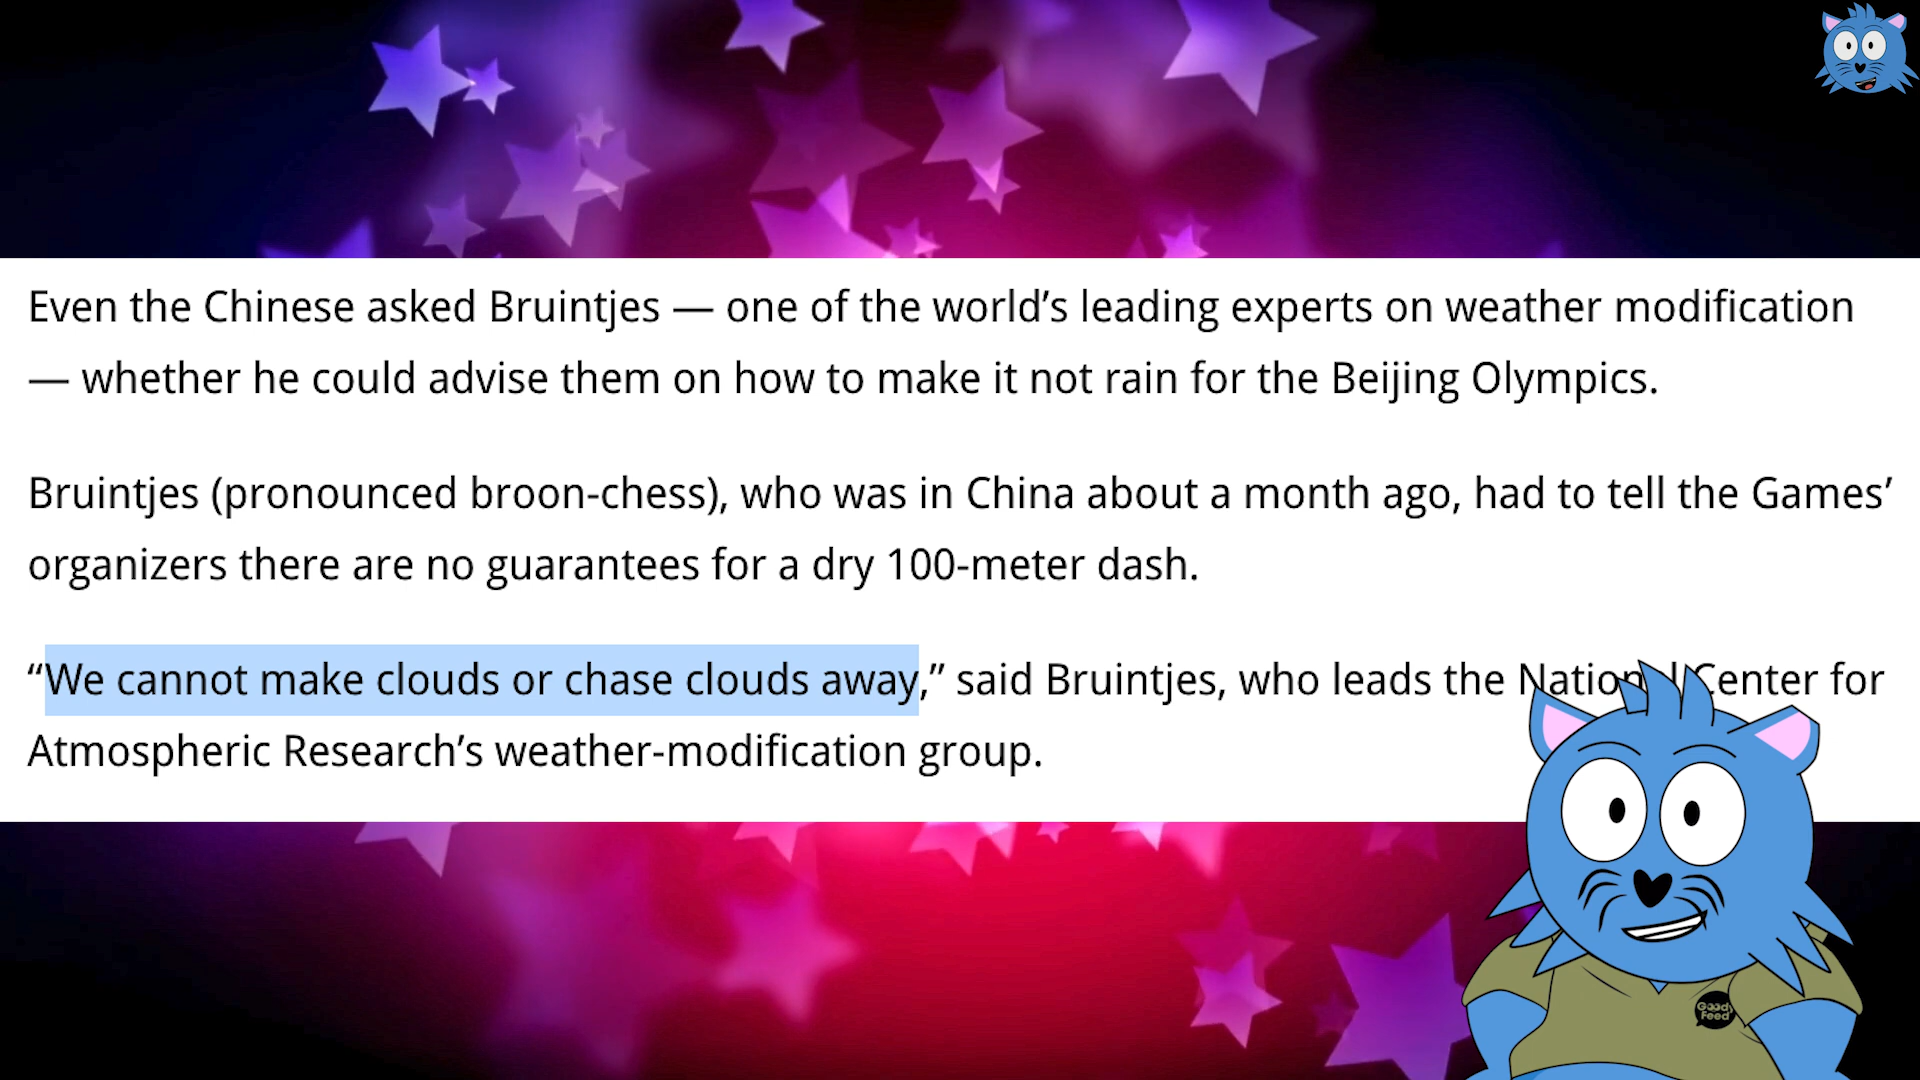 Even the Chinese asked Bruintjes — one of the world’s leading experts on weather modification
— whether he could advise them on how to make it not rain for the Beijing Olympics.
Bruintjes (pronounced broon-chess), who was in China about a month ago, had to tell the Games’
organizers there are no guarantees for a dry 100-meter dash.
“We cannot make clouds or chase clouds away,” said Bruintjes, who leads the National Center for
Atmospheric Research’s weather-modification group.
Goody
Feed